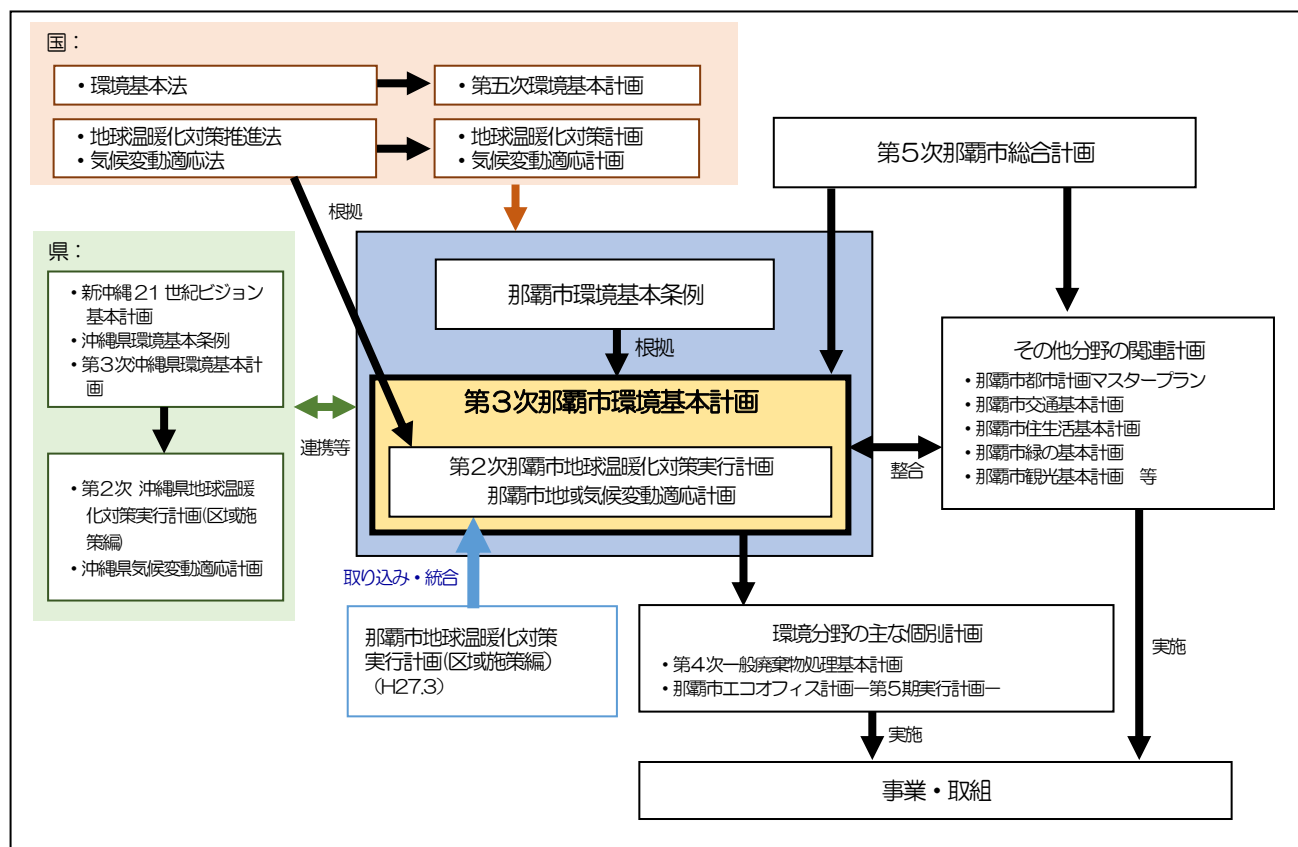 国：
・環境基本法
・第五次環境基本計画
・地球温暖化対策推進法
・気候変動適応法
・地球温暖化対策計画
・気候変動適応計画
第５次那覇市総合計画
根拠
県：
・新沖縄21世紀ビジョン
基本計画
・沖縄県環境基本条例
・第３次沖縄県環境基本計
画
・第２次 沖縄県地球温暖
化対策実行計画(区域施
策編)
・沖縄県気候変動適応計画
連携等
那覇市環境基本条例
根拠
第３次那覇市環境基本計画
第２次那覇市地球温暖化対策実行計画
那覇市地域気候変動適応計画
整合
その他分野の関連計画
・那覇市都市計画マスタープラン
・那覇市交通基本計画
・那覇市住生活基本計画
・那覇市緑の基本計画
・那覇市観光基本計画　等
取り込み・統合
那覇市地球温暖化対策
実行計画(区域施策編)
（H27.3）
環境分野の主な個別計画
・第４次一般廃棄物処理基本計画
・那覇市エコオフィス計画ー第５期実行計画ー
実施
実施
事業・取組